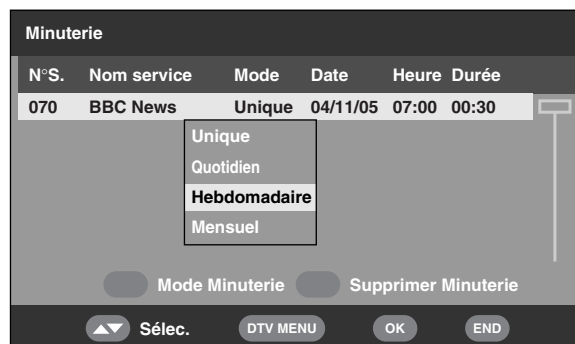 Minuterie
N°S. Nom service Mode Date Heure Durée
070 BBC News Unique 04/11/05 07:00 00:30
Unique
Quotidien
Hebdomadaire
Mensuel
Mode Minuterie Supprimer Minuterie
Sélec. DTV MENU OK END